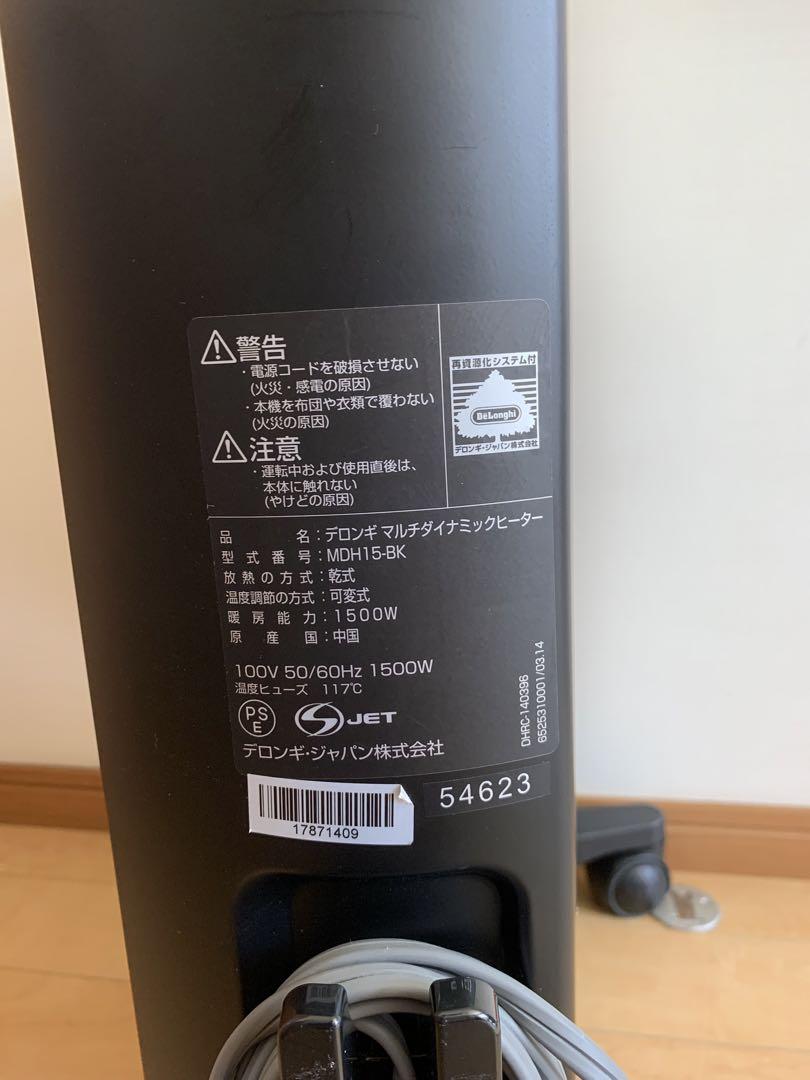 警告
・電源コードを破損させない
(火災・感電の原因)
・本機を布団や衣類で覆わない
(火災の原因)
注意
・運転中および使用直後は、
本体に触れない
(やけどの原因)
再資源化システム付
DeLonghi
デロンギ・ジャパン株式会社
品名:デロンギ マルチダイナミックヒーター
型式番号:MDH15-BK
放熱の方式:乾式
温度調節の方式:可変式
暖房能力:1500W
原産国:中国
100V 50/60Hz 1500W
温度ヒューズ 117℃
PSE
S JET
デロンギ・ジャパン株式会社
DHRC-140396
6525310001/03.14
17871409
54623